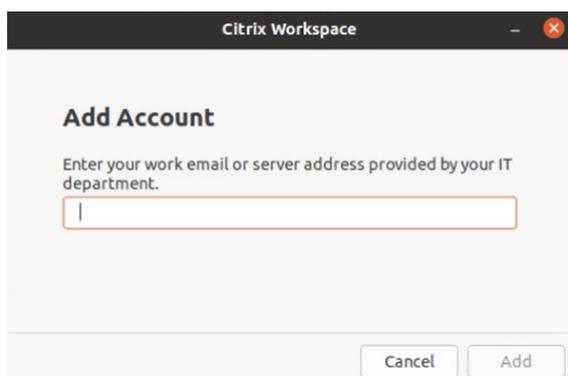 Citrix Workspace
Add Account
Enter your work email or server address provided by your IT
department.
Cancel
Add